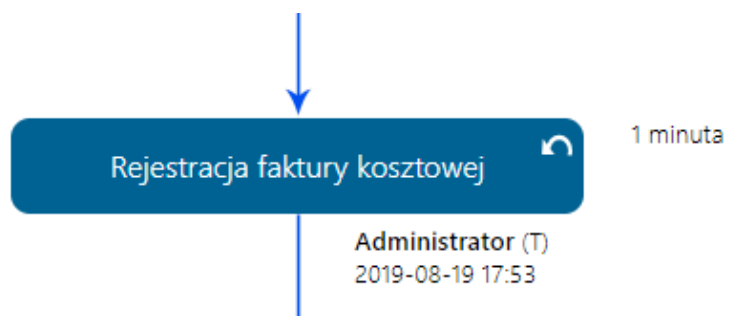 Rejestracja faktury kosztowej
1 minuta
Administrator (T)
2019-08-19 17:53